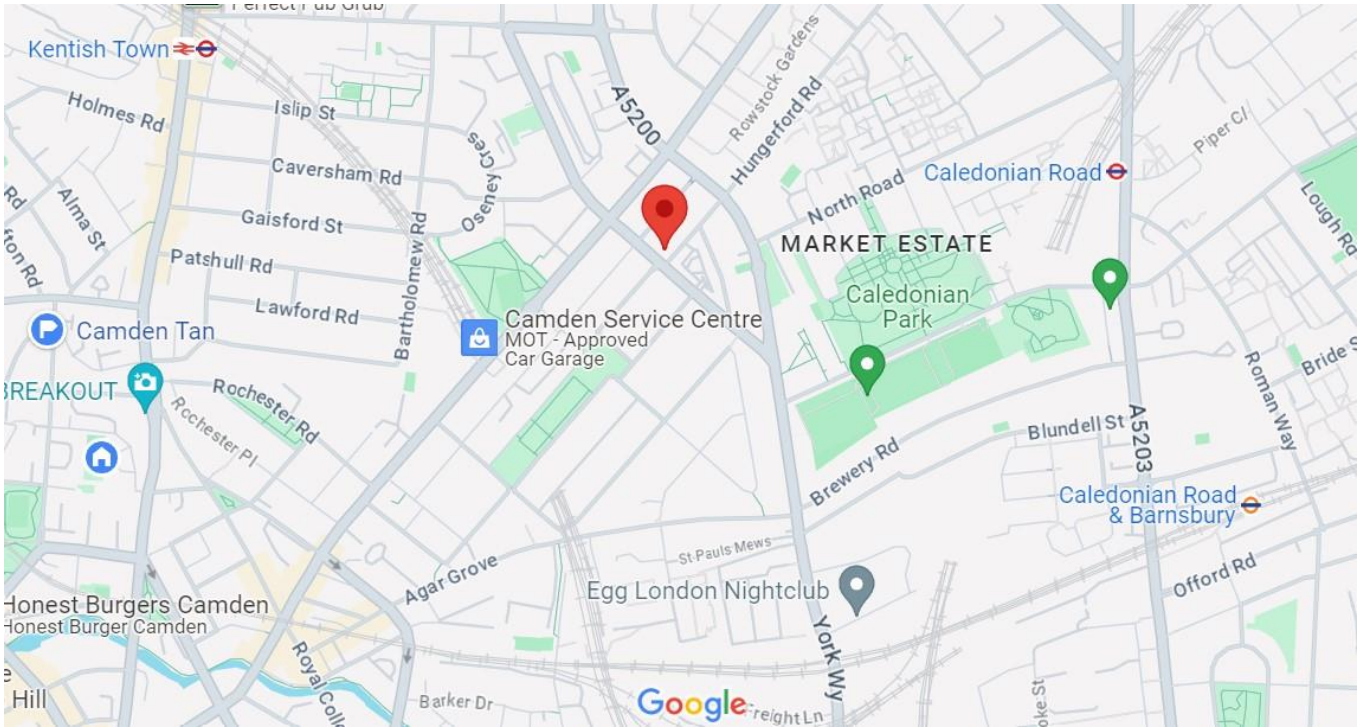 Perfect Pub Grub
Kentish Town
Holmes Rd
Islip St
A5200
Rowstock Gardens
Hungerford Rd
Piper Cl
Caversham Rd
Oseney Cres
Caledonian Road
North Road
Lough Rd
Alma St
Gaisford St
Bartholomew Rd
MARKET ESTATE
Patshull Rd
Caledonian
Park
Lawford Rd
Camden Tan
Camden Service Centre
MOT - Approved
Car Garage
Roman Way
Bride S
BREAKOUT
Rochester Rd
Rochester Pl
A5203
Blundell St
Brewery Rd
Caledonian Road
& Barnsbury
St-Pauls Mews
Agar Grove
Egg London Nightclub
Offord Rd
Honest Burgers Camden
Honest Burger Camden
York Wy
Royal Colle
Hill
Barker Dr
Google
Freight Ln